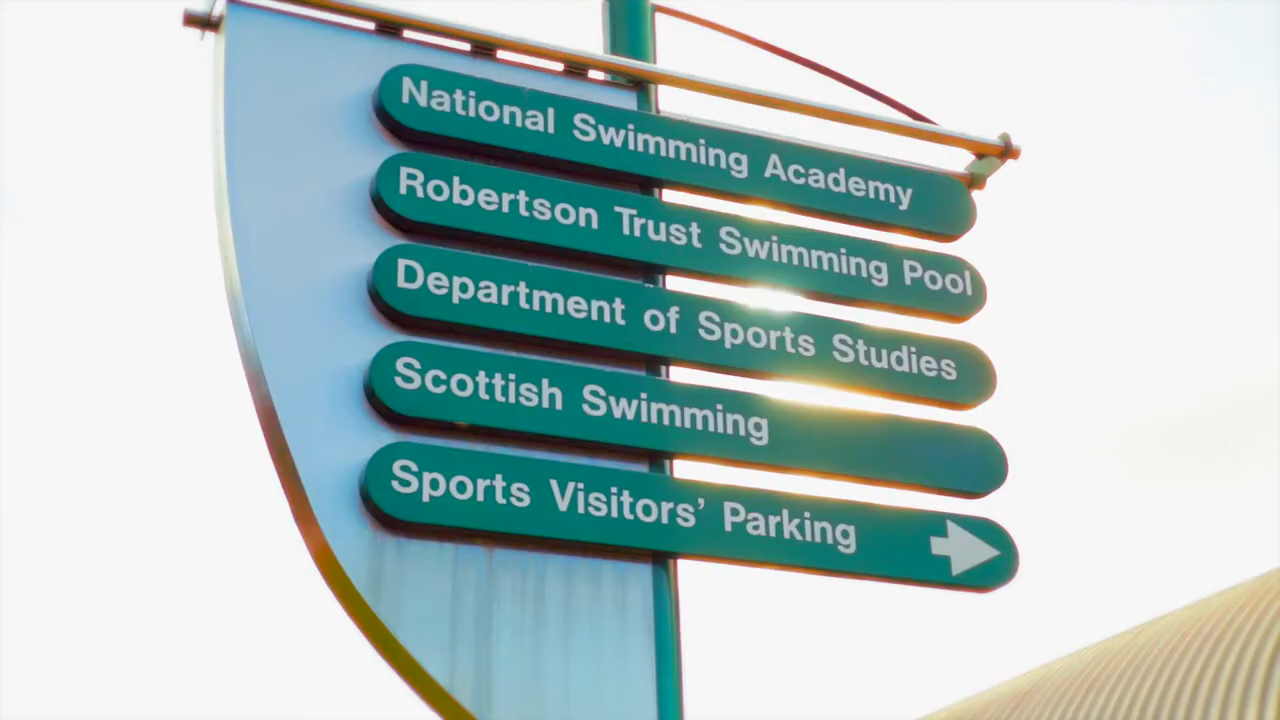 National Swimming Academy
Robertson Trust Swimming Pool
Department of Sports Studies
Scottish Swimming
Sports Visitors’ Parking